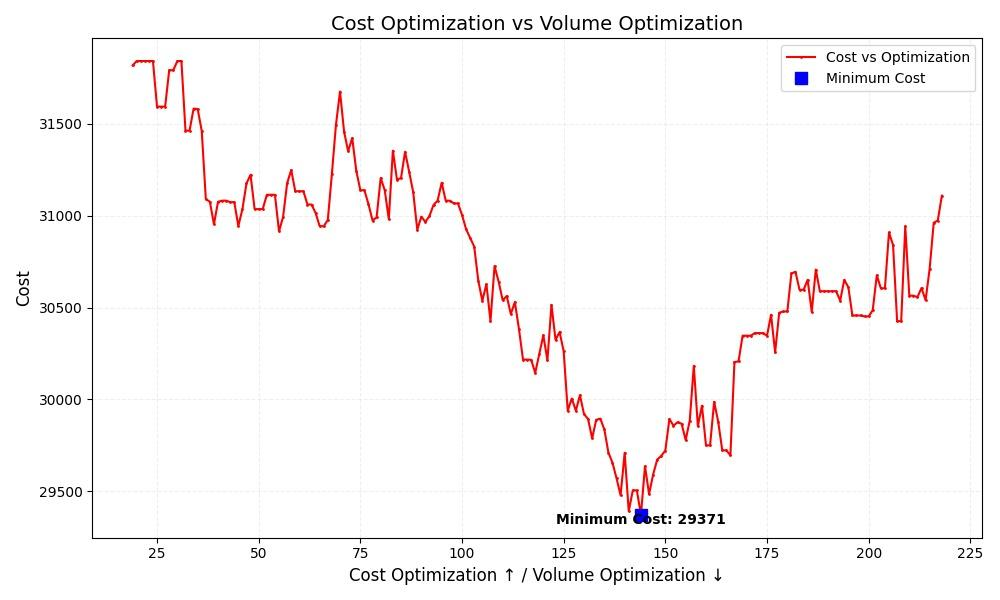 Cost Optimization vs Volume Optimization
Cost vs Optimization
Minimum Cost
31500
31000
30500
30000
29500
Cost
Minimum Cost: 29371
25 50 75 100 125 150 175 200 225
Cost Optimization ↑ / Volume Optimization ↓